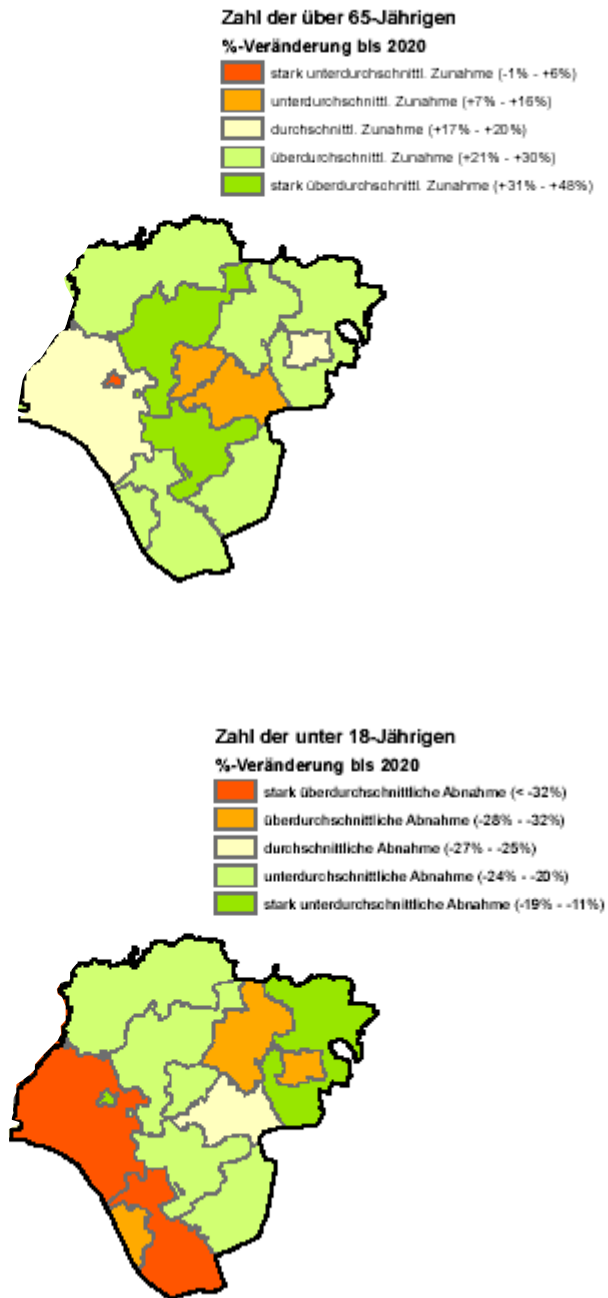 Zahl der über 65-Jährigen
%-Veränderung bis 2020
stark unterdurchschnittl. Zunahme (-1% - +6%)
unterdurchschnittl. Zunahme (+7% - +16%)
durchschnittl. Zunahme (+17% - +20%)
überdurchschnittl. Zunahme (+21% - +30%)
stark überdurchschnittl. Zunahme (+31% - +48%)
Zahl der unter 18-Jährigen
%-Veränderung bis 2020
stark überdurchschnittliche Abnahme (< -32%)
überdurchschnittliche Abnahme (-28% - -32%)
durchschnittliche Abnahme (-27% - -25%)
unterdurchschnittliche Abnahme (-24% - -20%)
stark unterdurchschnittliche Abnahme (-19% - -11%)